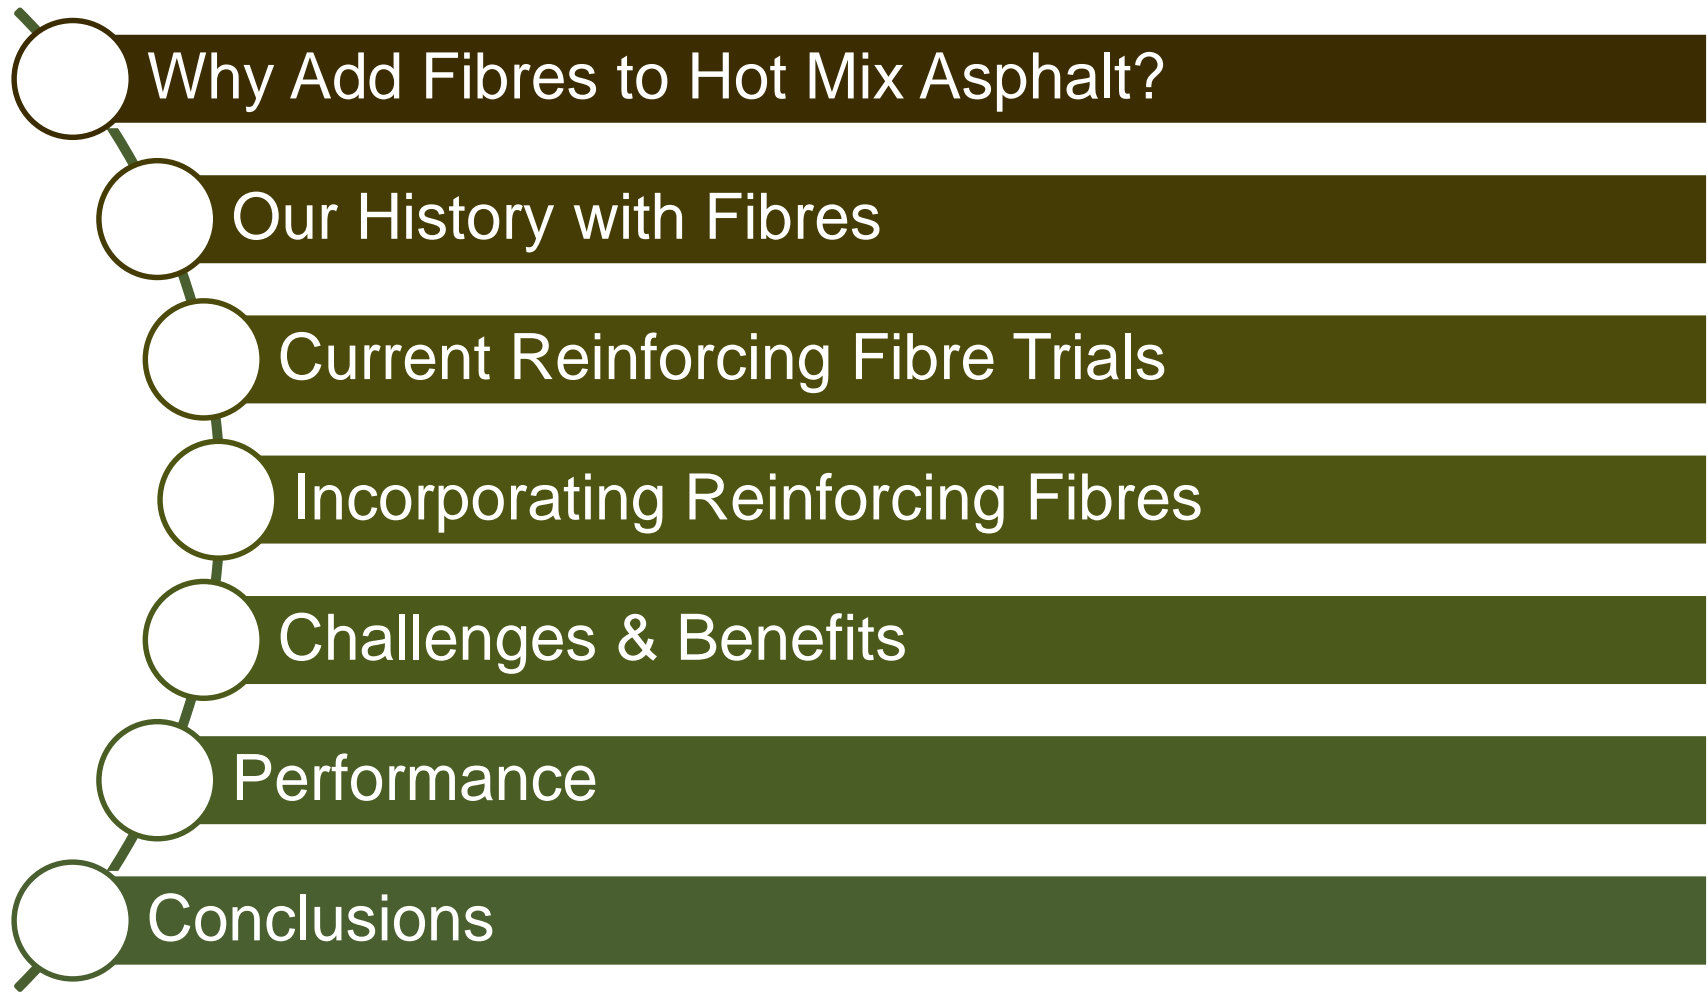 Why Add Fibres to Hot Mix Asphalt?
Our History with Fibres
Current Reinforcing Fibre Trials
Incorporating Reinforcing Fibres
Challenges & Benefits
Performance
Conclusions